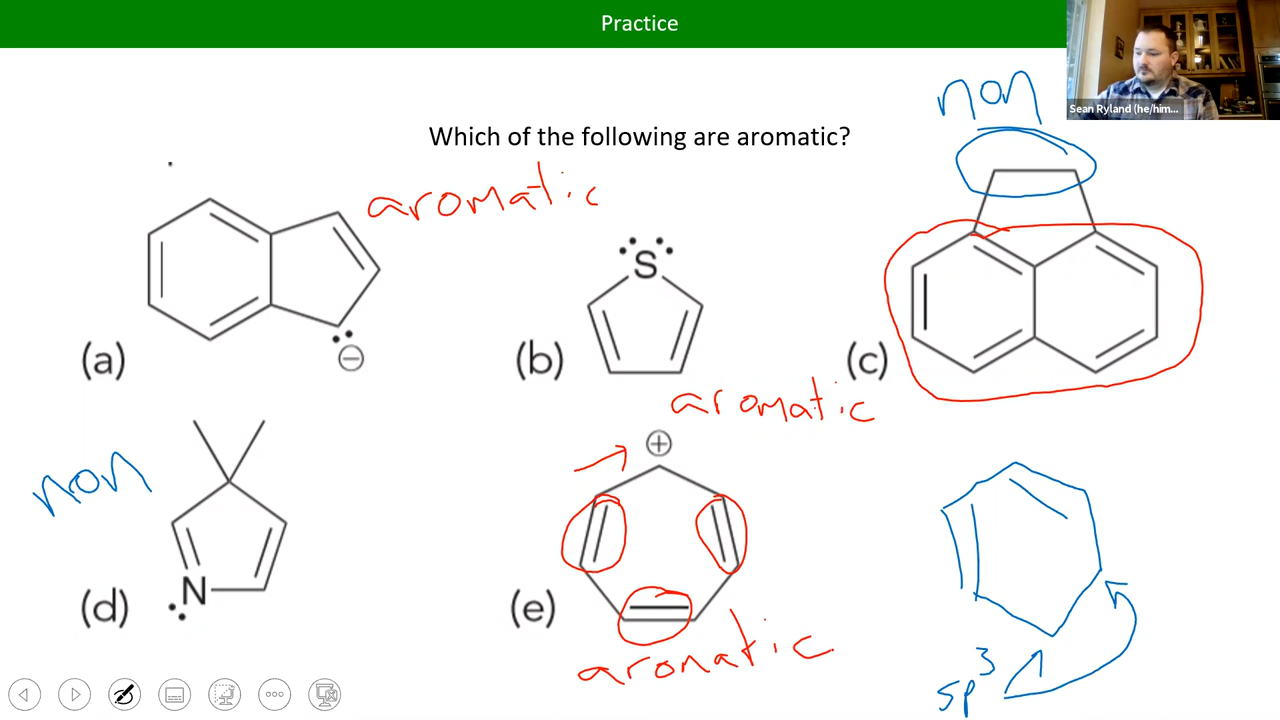 Practice
Sean Ryland (he/him...
non
Which of the following are aromatic?
aromatic
S
(a)
(b)
(c)
aromatic
non
N
(d)
(e)
aromatic
sp3